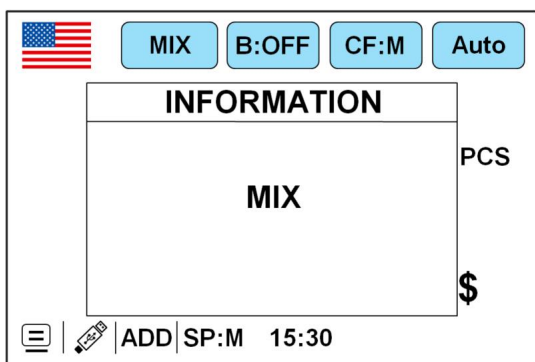 MIX B:OFF CF:M Auto
INFORMATION
PCS
MIX
$
ADD SP:M 15:30